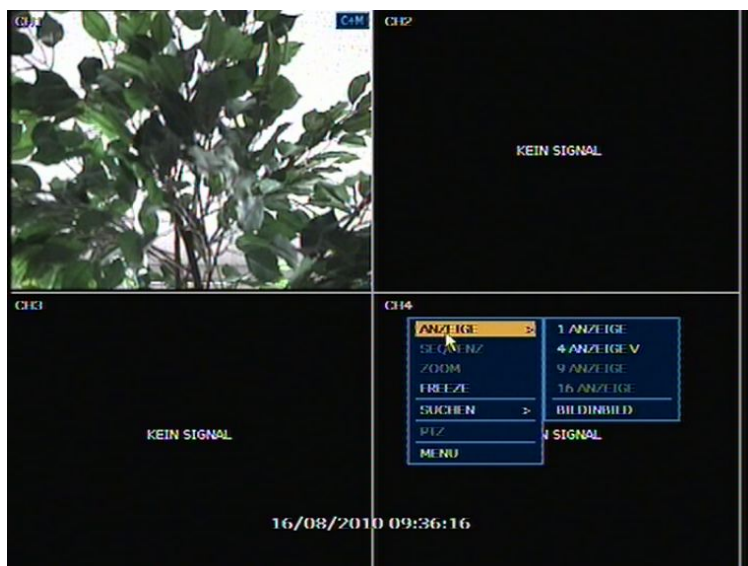 CH1
C+M
CH2
KEIN SIGNAL
CH3
CH4
ANZEIGE >
SEQUENZ
ZOOM
FREEZE
SUCHEN >
PTZ
MENU
1 ANZEIGE
4 ANZEIGE V
9 ANZEIGE
16 ANZEIGE
BILDINBILD
KEIN SIGNAL
SIGNAL
16/08/2010 09:36:16